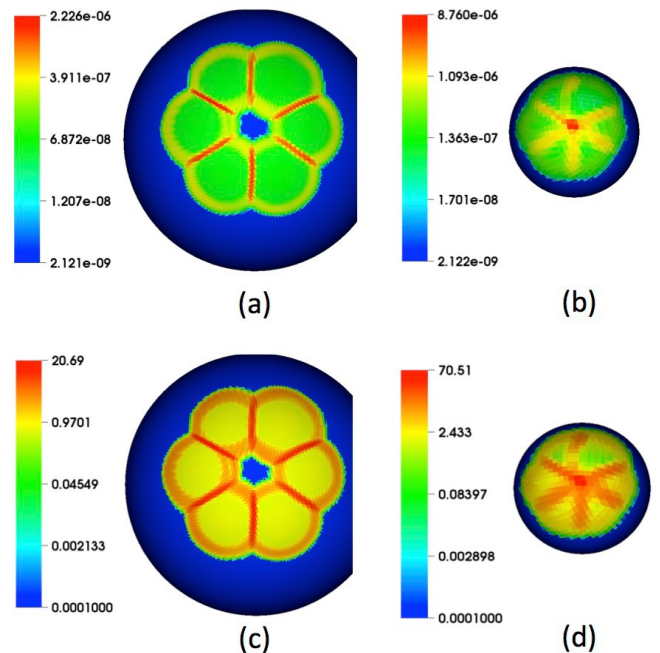 2.226e-06
3.911e-07
6.872e-08
1.207e-08
2.121e-09
(a)
8.760e-06
1.093e-06
1.363e-07
1.701e-08
2.122e-09
(b)
20.69
0.9701
0.04549
0.002133
0.0001000
(c)
70.51
2.433
0.08397
0.002898
0.0001000
(d)